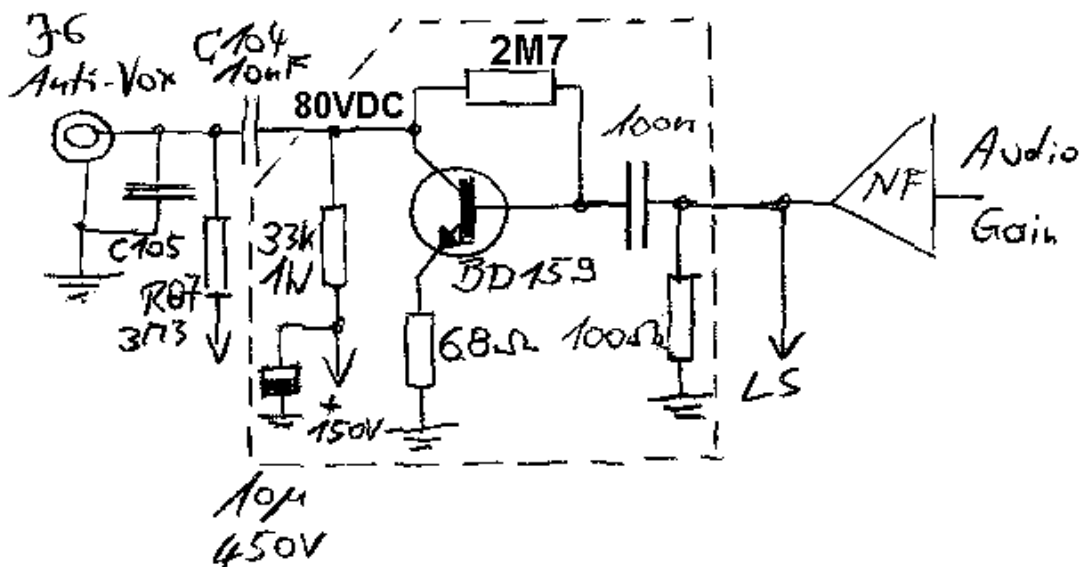 J-6
Anti-Vox
C104
10nF
80VDC
2M7
100n
NF
Audio
Gain
C105
R87
3M3
33k
1W
BD159
68Ω
100Ω
LS
+
150V
10µ
450V